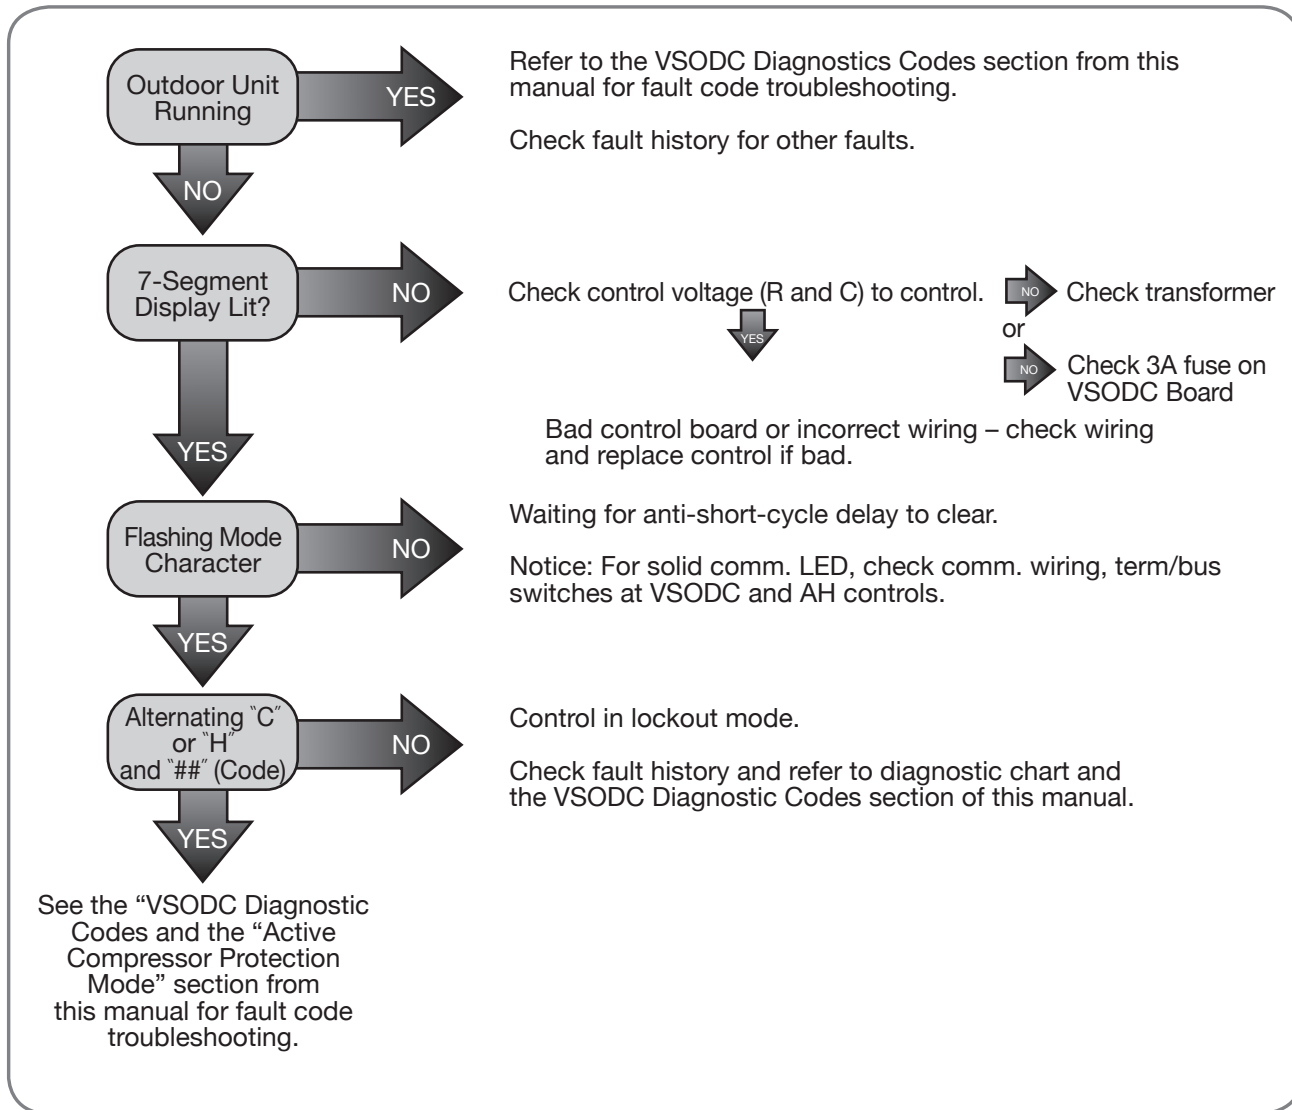 Outdoor Unit
Running
YES
Refer to the VSODC Diagnostics Codes section from this
manual for fault code troubleshooting.
Check fault history for other faults.
NO
7-Segment
Display Lit?
NO
Check control voltage (R and C) to control.
NO
Check transformer
or
YES
NO
Check 3A fuse on
VSODC Board
Bad control board or incorrect wiring – check wiring
and replace control if bad.
YES
Flashing Mode
Character
NO
Waiting for anti-short-cycle delay to clear.
Notice: For solid comm. LED, check comm. wiring, term/bus
switches at VSODC and AH controls.
YES
Alternating "C"
or "H"
and "##" (Code)
NO
Control in lockout mode.
Check fault history and refer to diagnostic chart and
the VSODC Diagnostic Codes section of this manual.
YES
See the “VSODC Diagnostic
Codes and the “Active
Compressor Protection
Mode” section from
this manual for fault code
troubleshooting.